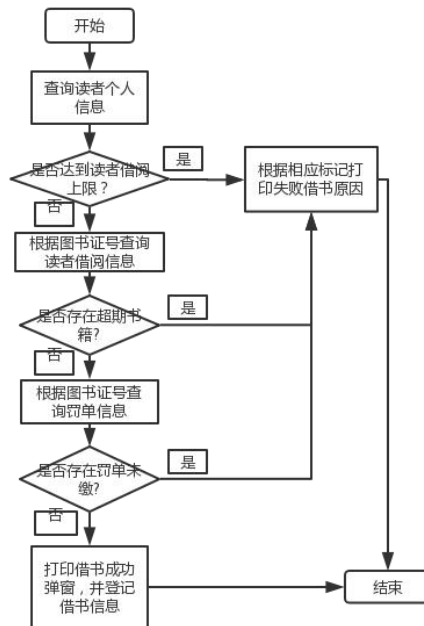 开始
查询读者个人
信息
是否达到读者借阅
上限？
是
根据相应标记打
印失败借书原因
否
根据图书证号查询
读者借阅信息
是否存在超期书
籍?
是
否
根据图书证号查
询罚单信息
是否存在罚单未
缴?
是
否
打印借书成功
弹窗，并登记
借书信息
结束